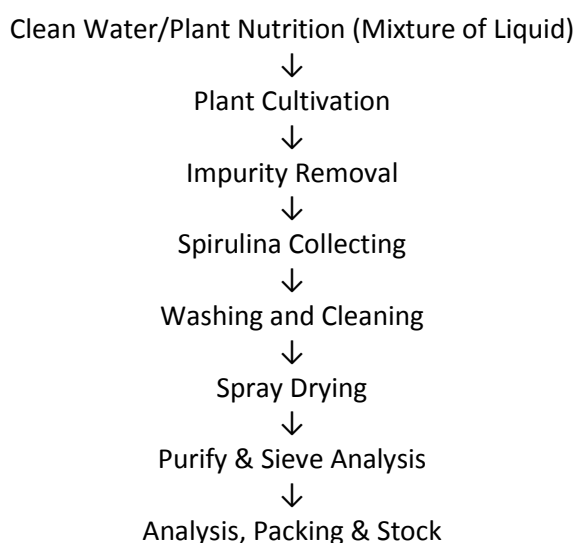 Clean Water/Plant Nutrition (Mixture of Liquid)
↓
Plant Cultivation
↓
Impurity Removal
↓
Spirulina Collecting
↓
Washing and Cleaning
↓
Spray Drying
↓
Purify & Sieve Analysis
↓
Analysis, Packing & Stock